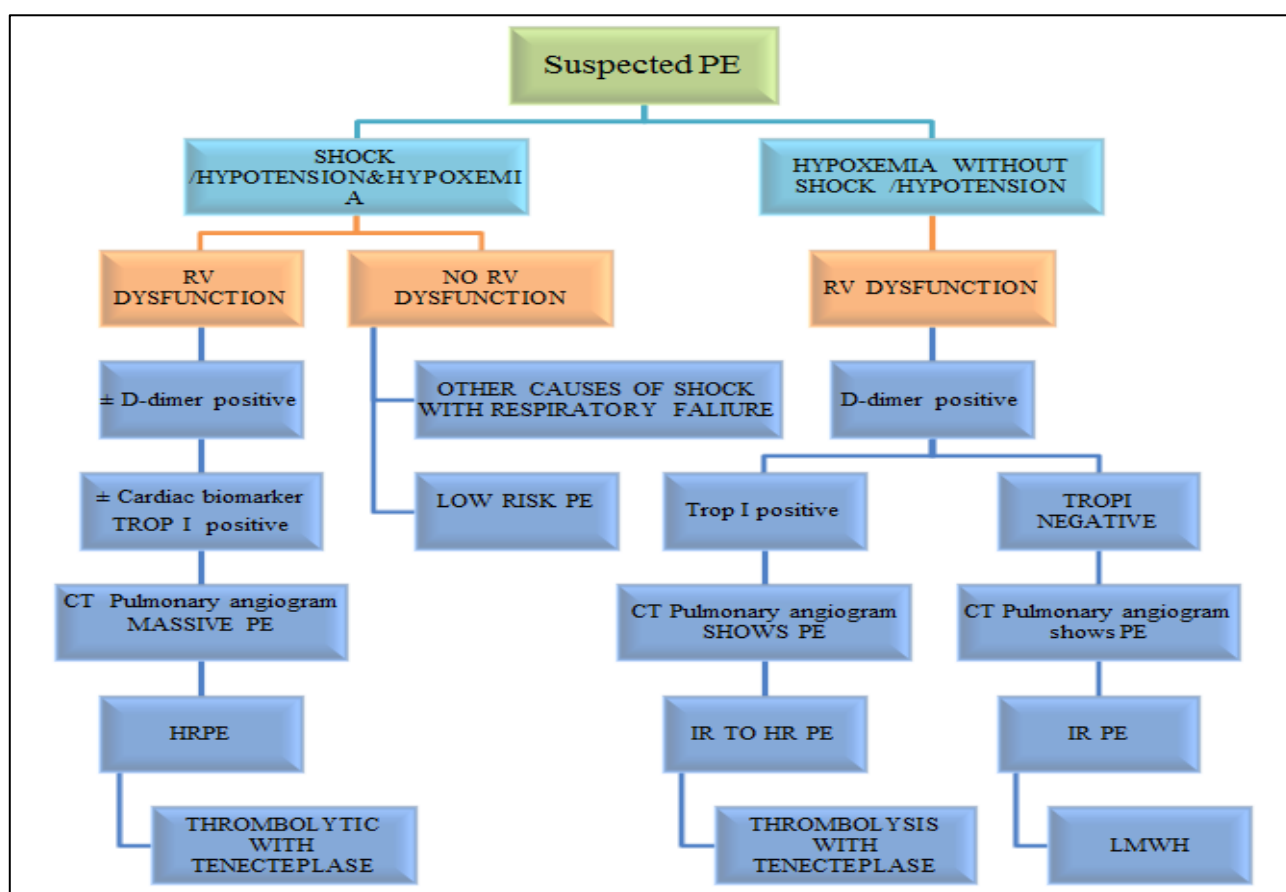 Suspected PE
SHOCK
/HYPOTENSION&HYPOXEMI
A
HYPOXEMIA WITHOUT
SHOCK /HYPOTENSION
RV
DYSFUNCTION
NO RV
DYSFUNCTION
RV DYSFUNCTION
± D-dimer positive
OTHER CAUSES OF SHOCK
WITH RESPIRATORY FALIURE
D-dimer positive
± Cardiac biomarker
TROP I positive
LOW RISK PE
Trop I positive
TROPI
NEGATIVE
CT Pulmonary angiogram
MASSIVE PE
CT Pulmonary angiogram
SHOWS PE
CT Pulmonary angiogram
shows PE
HRPE
IR TO HR PE
IR PE
THROMBOLYTIC
WITH
TENECTEPLASE
THROMBOLYSIS
WITH
TENECTEPLASE
LMWH